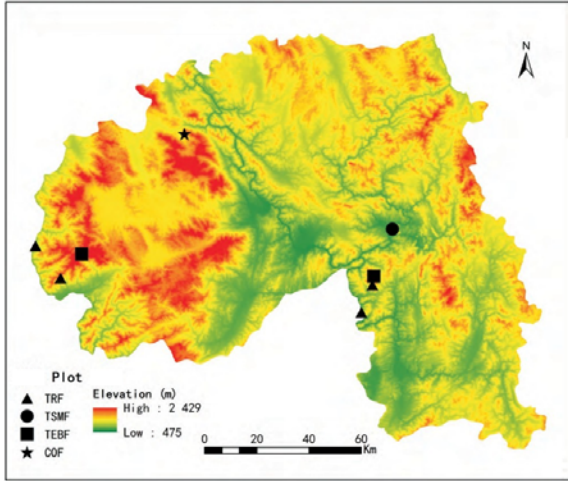 N
Plot
TRF
TSMF
TEBF
COF
Elevation (m)
High : 2 429
Low : 475
0 20 40 60
Km